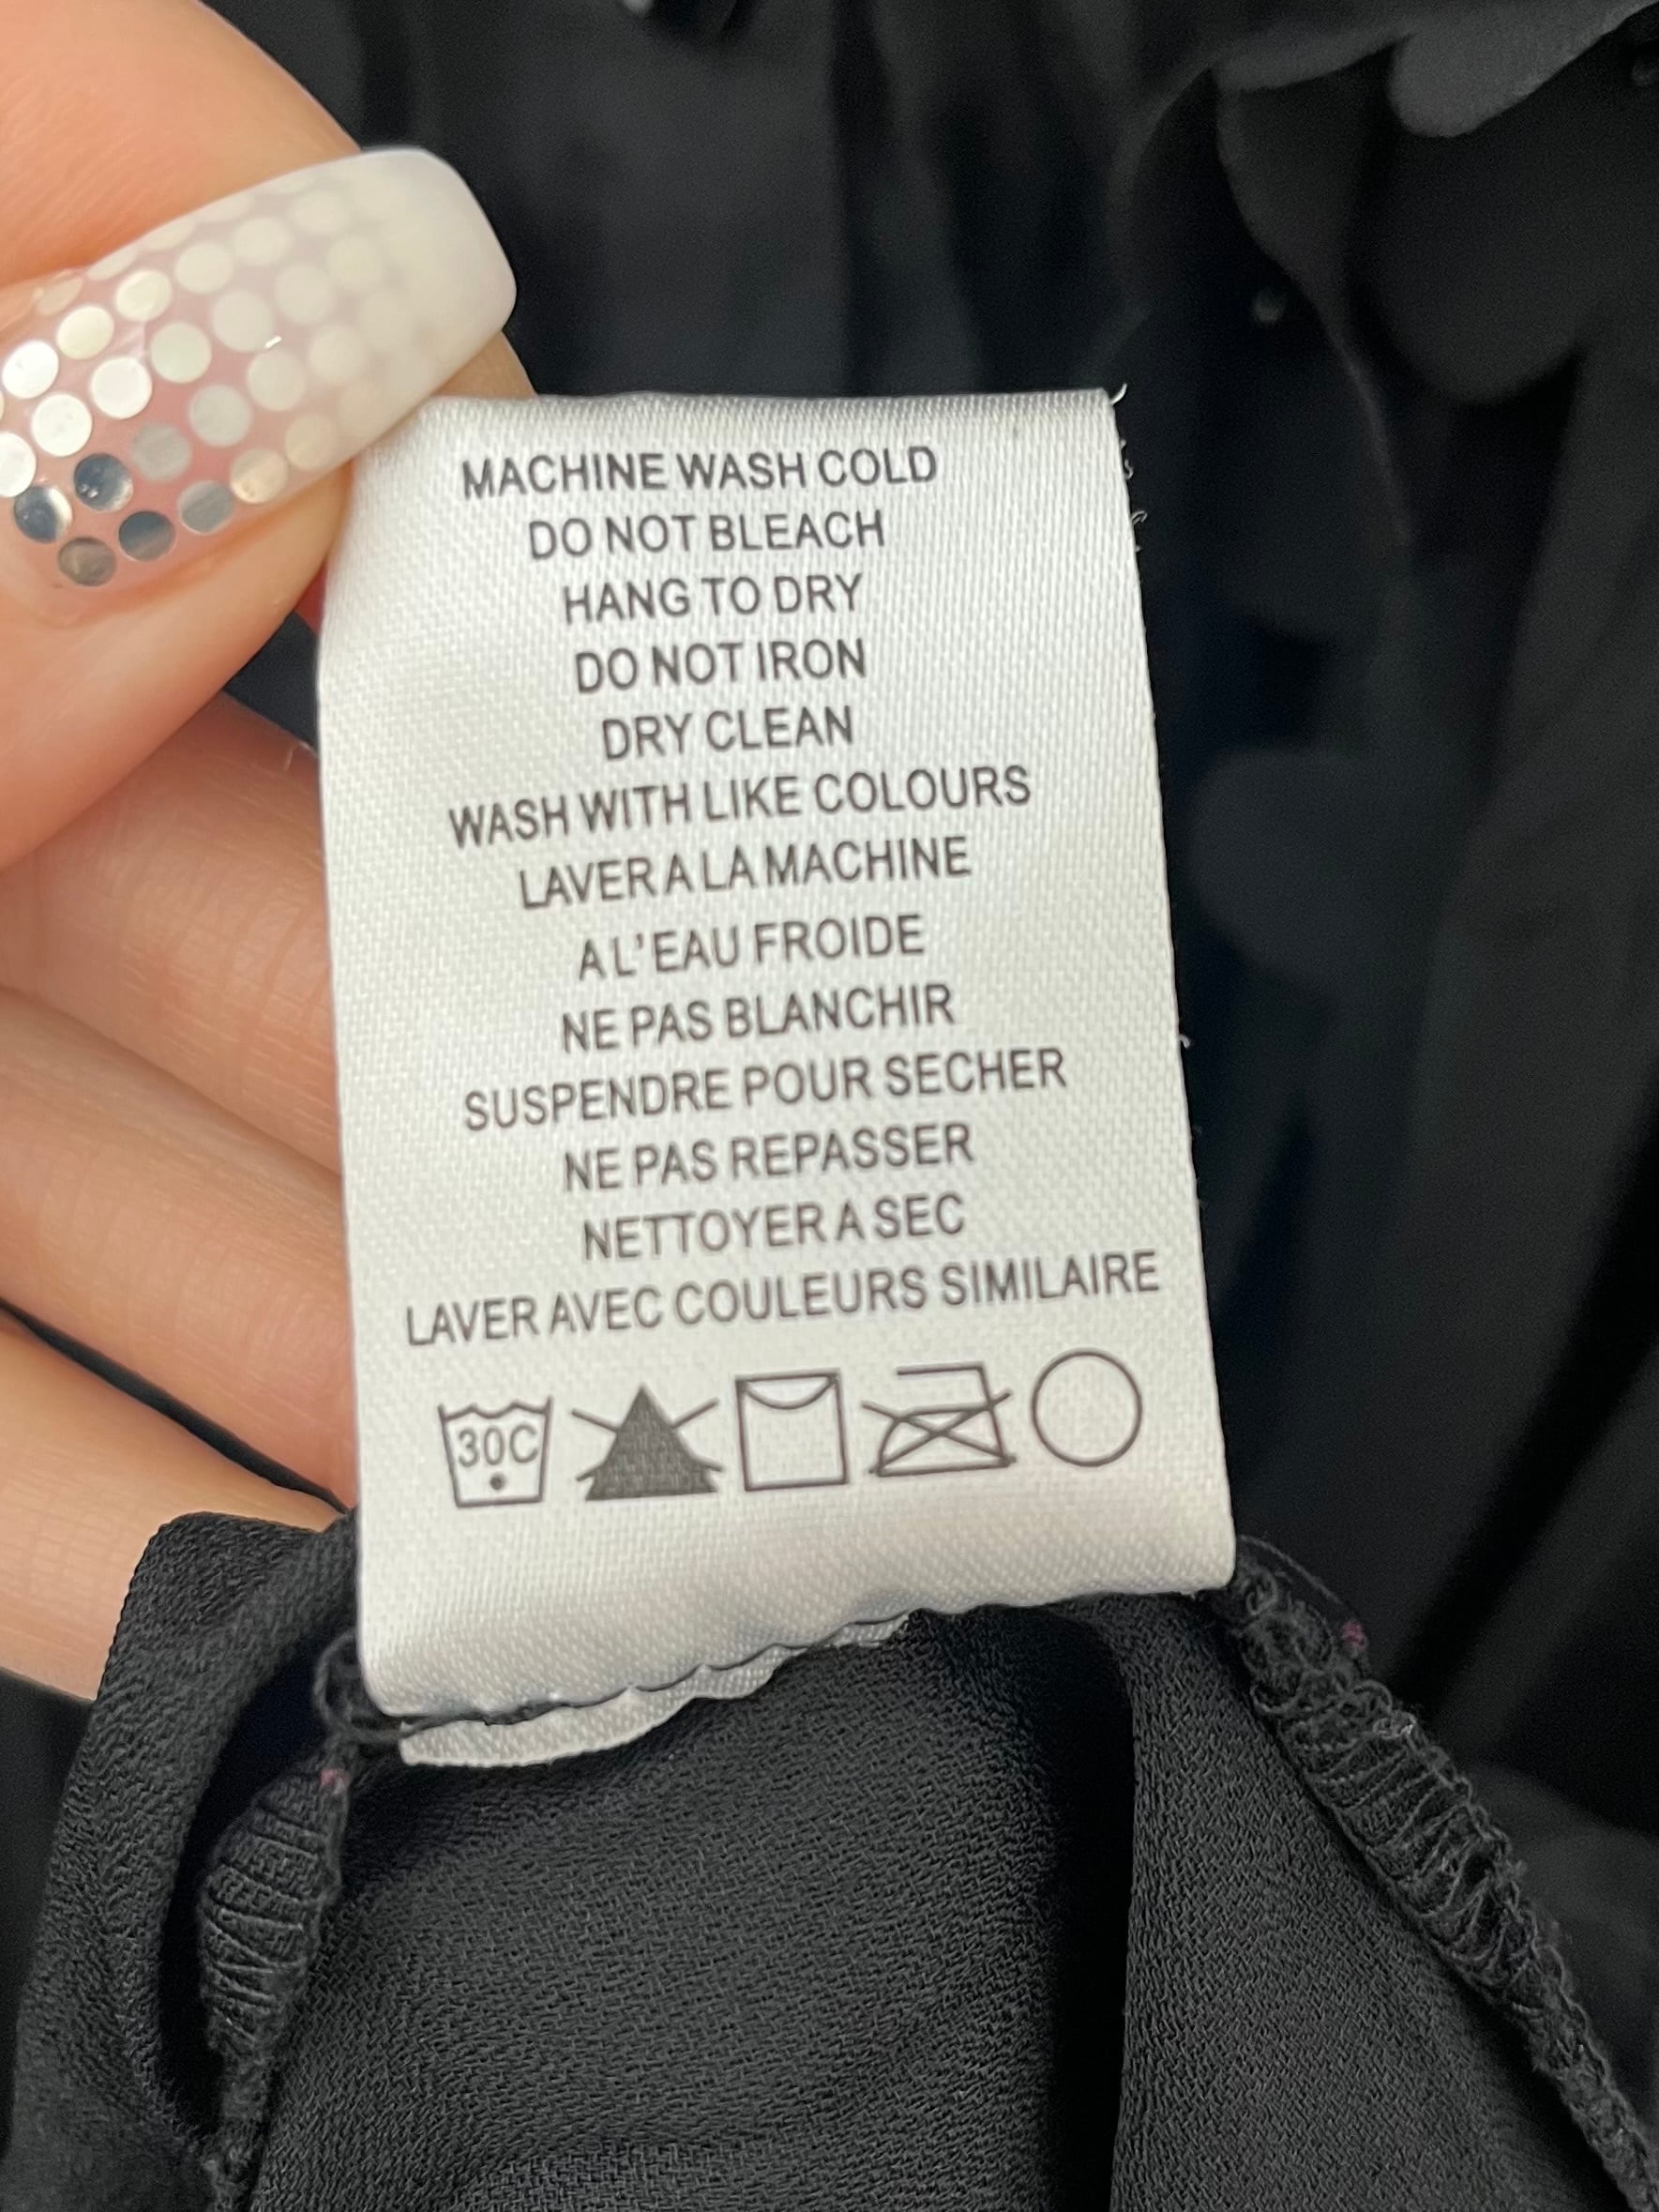 MACHINE WASH COLD
DO NOT BLEACH
HANG TO DRY
DO NOT IRON
DRY CLEAN
WASH WITH LIKE COLOURS
LAVER A LA MACHINE
A L'EAU FROIDE
NE PAS BLANCHIR
SUSPENDRE POUR SECHER
NE PAS REPASSER
NETTOYER A SEC
LAVER AVEC COULEURS SIMILAIRE
30C